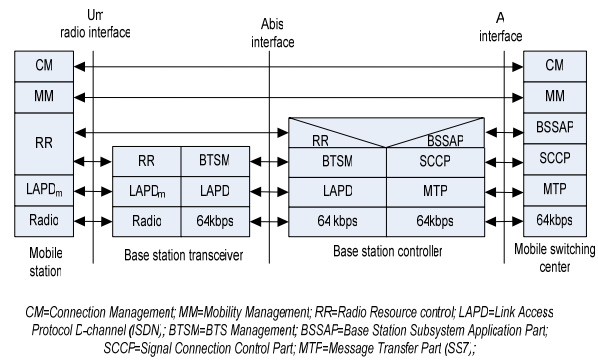 Um
radio interface
Abis
interface
A
interface
CM
CM
MM
MM
RR
RR
BSSAP
BSSAP
RR
BTSM
BTSM
SCCP
SCCP
LAPDm
LAPDm
LAPD
LAPD
MTP
MTP
Radio
Radio
64kbps
64 kbps
64kbps
64kbps
Mobile
station
Base station transceiver
Base station controller
Mobile switching
center
CM=Connection Management; MM=Mobility Management; RR=Radio Resource control; LAPD=Link Access
Protocol D-channel (ISDN,; BTSM=BTS Management; BSSAP=Base Station Subsystem Application Part;
SCCP=Signal Connection Control Part; MTP=Message Transfer Part (SS7,;